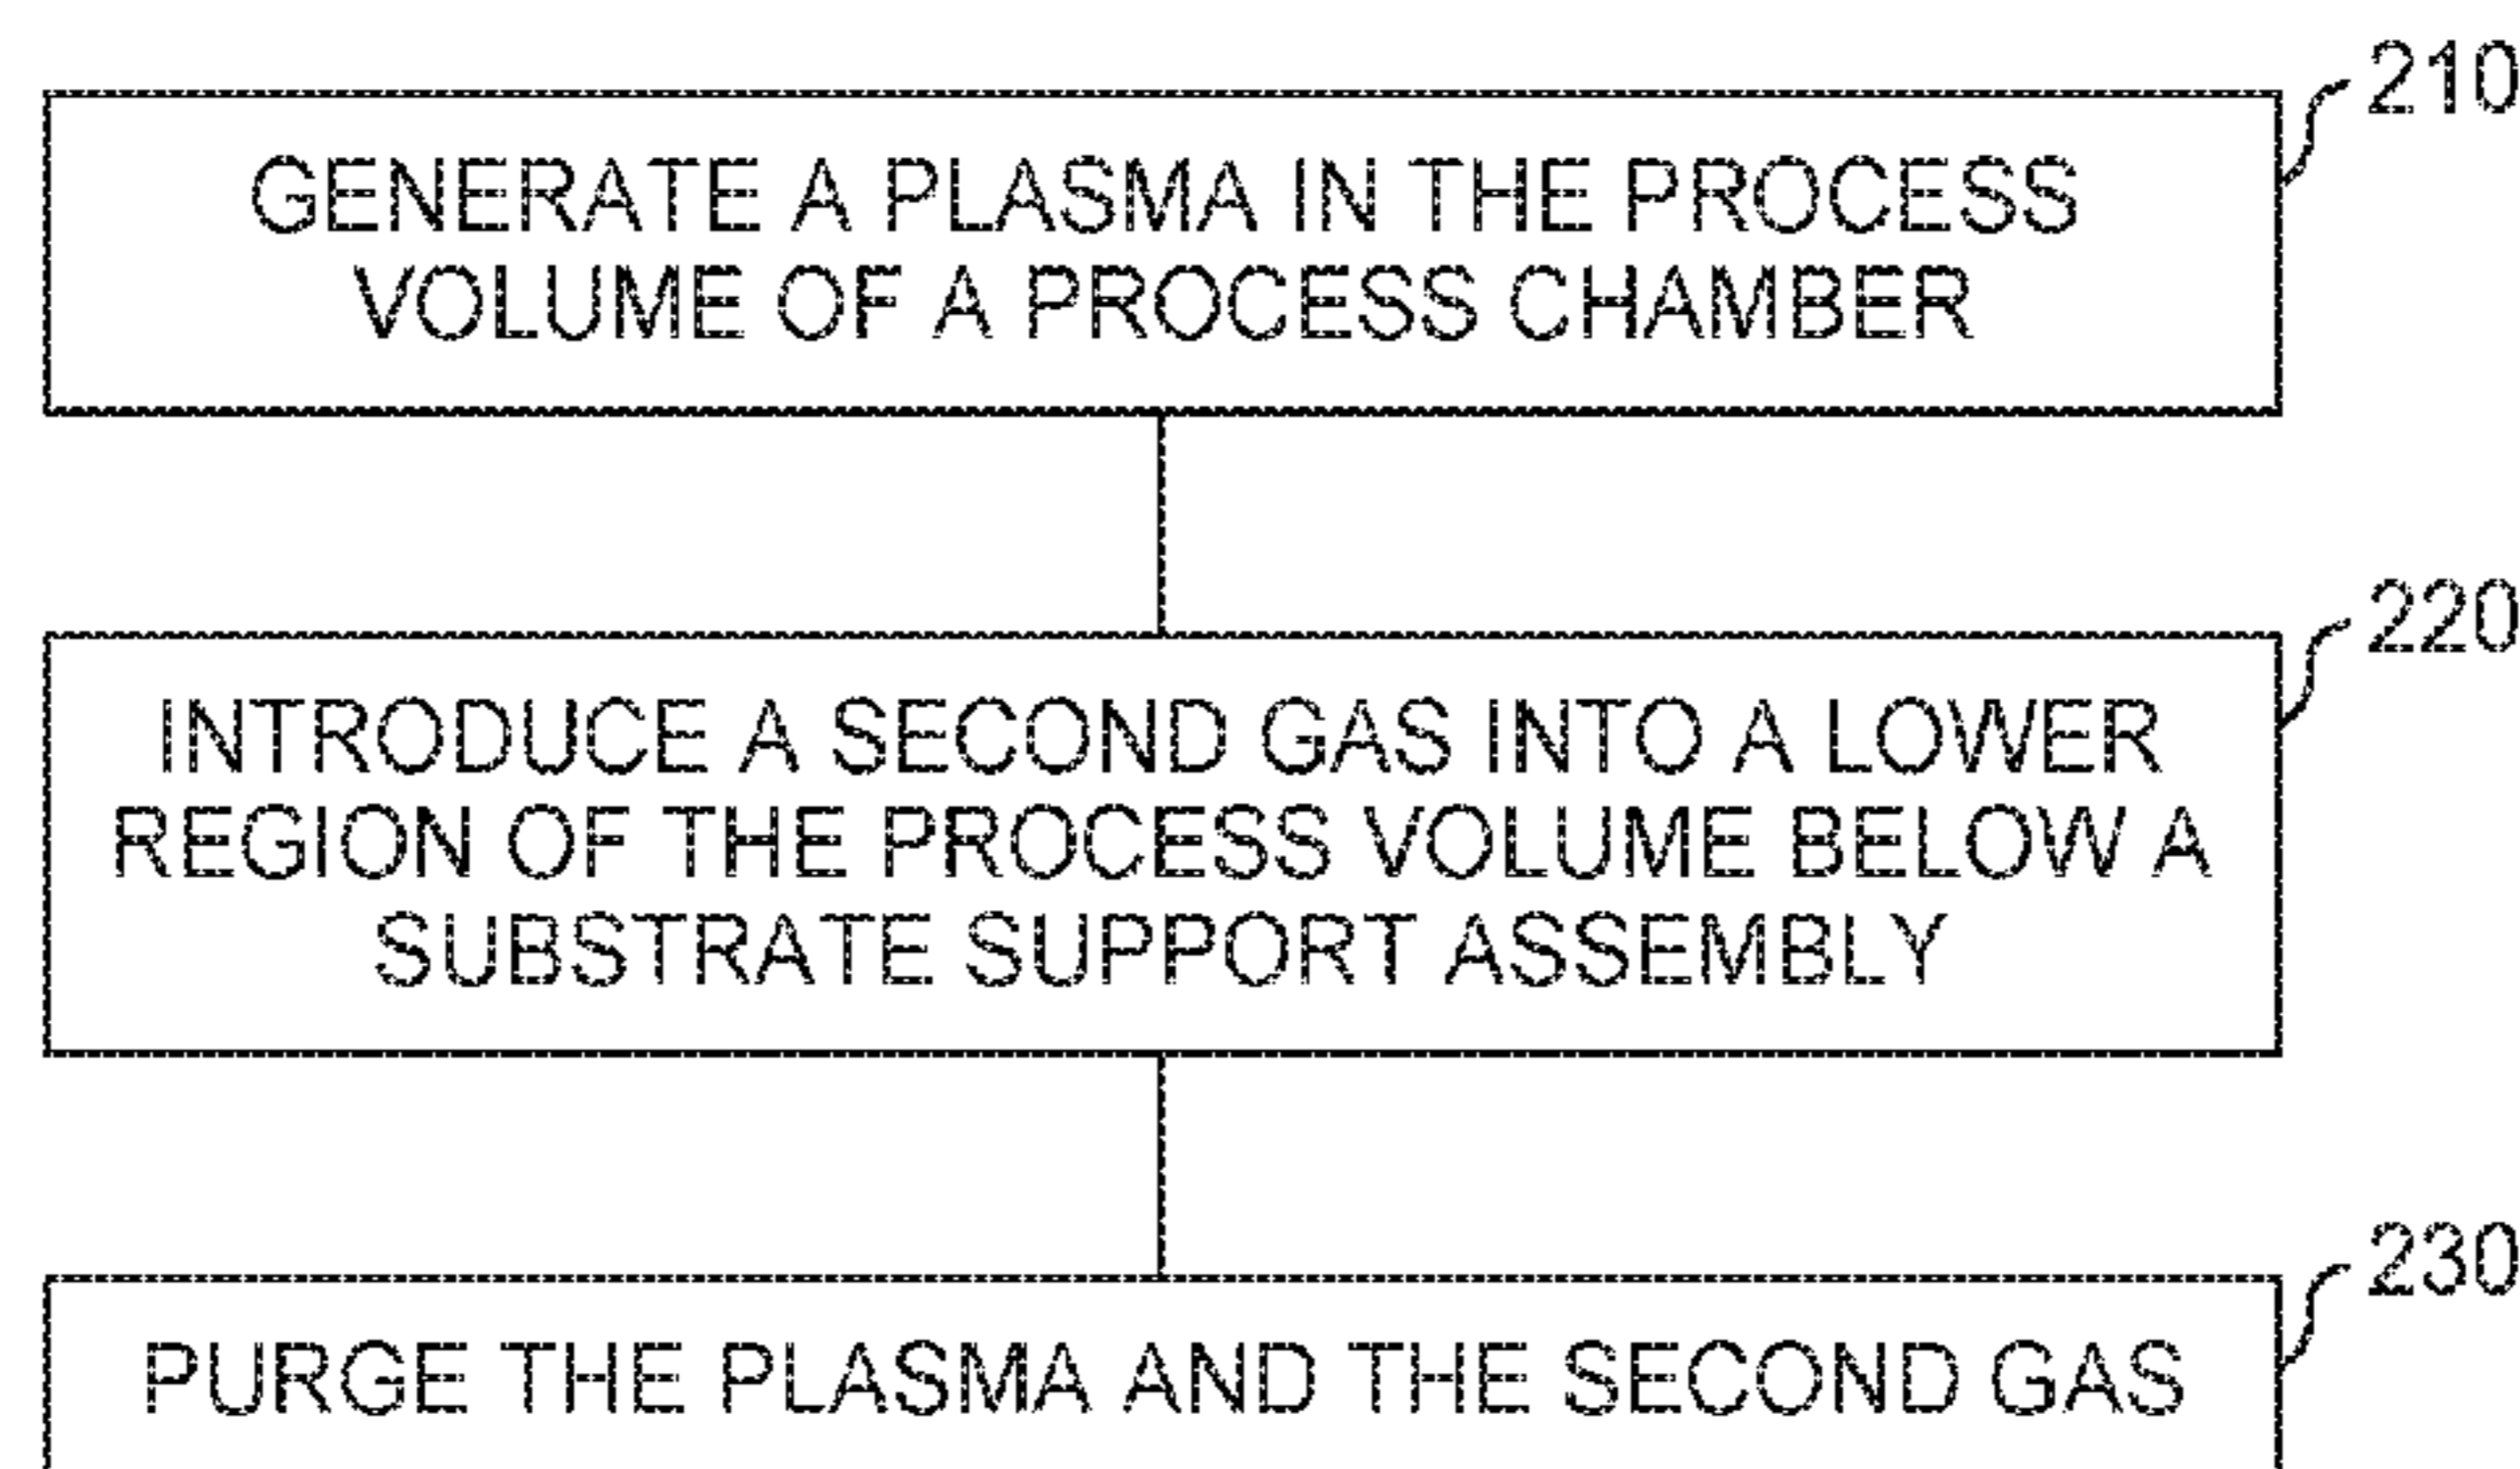 210
GENERATE A PLASMA IN THE PROCESS
VOLUME OF A PROCESS CHAMBER
220
INTRODUCE A SECOND GAS INTO A LOWER
REGION OF THE PROCESS VOLUME BELOW A
SUBSTRATE SUPPORT ASSEMBLY
230
PURGE THE PLASMA AND THE SECOND GAS